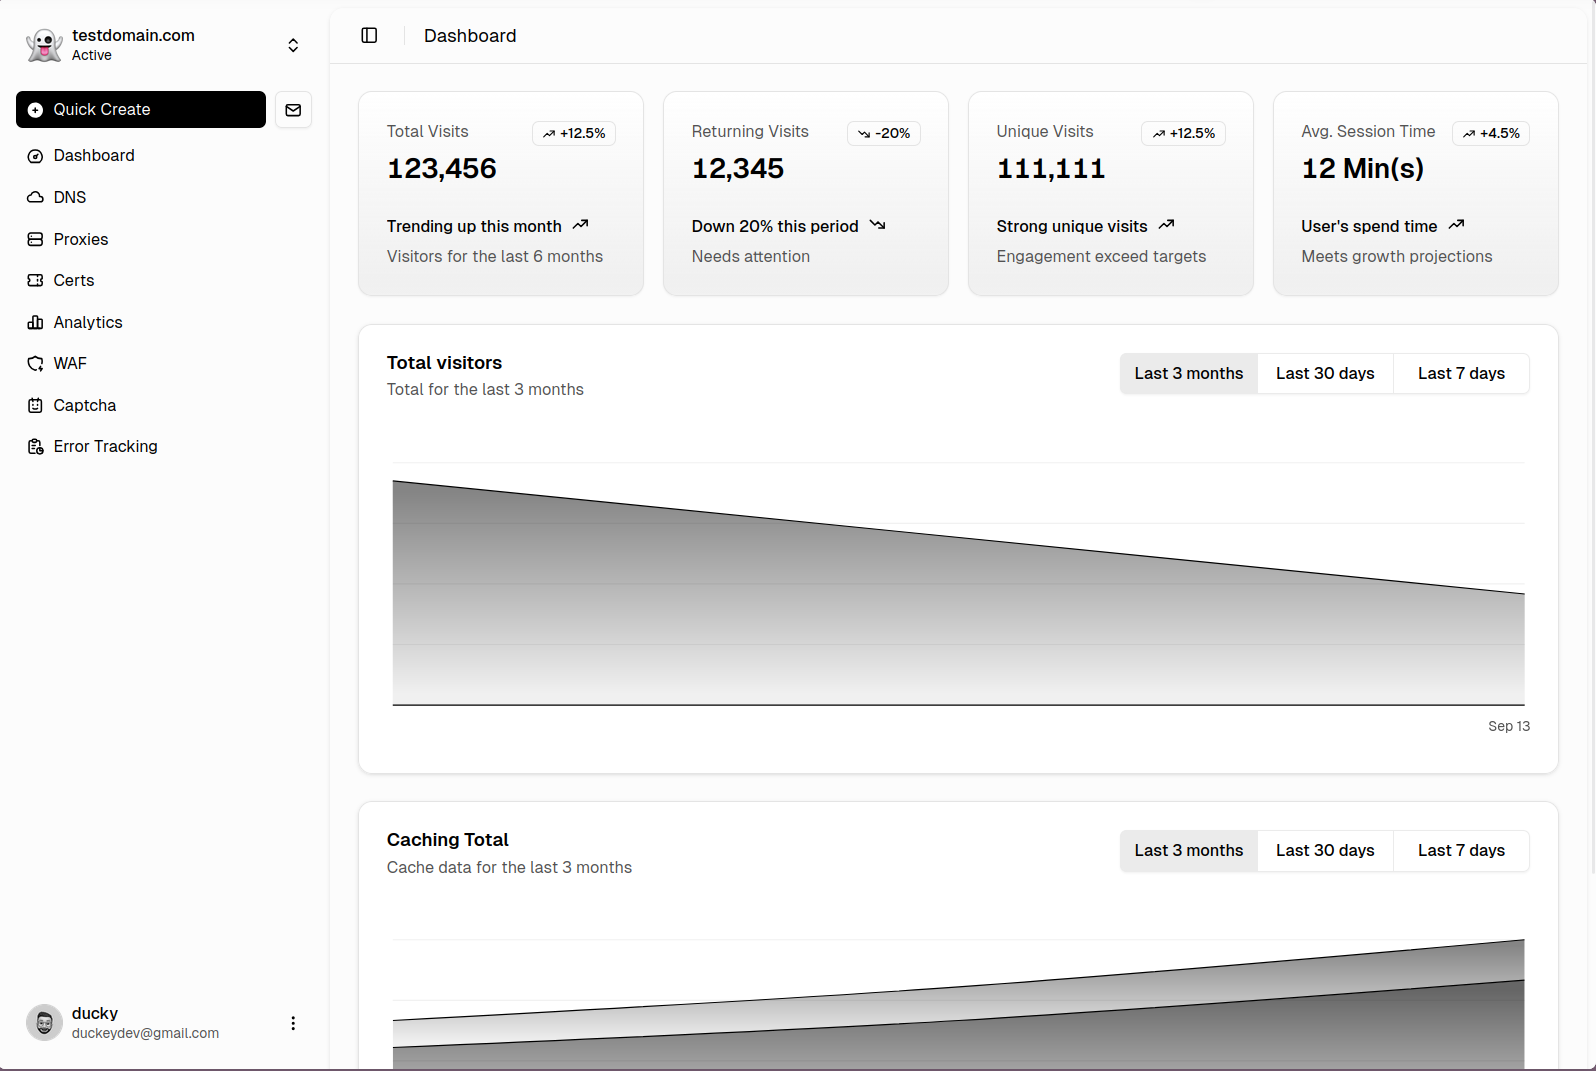 testdomain.com
Active
Quick Create
Dashboard
DNS
Proxies
Certs
Analytics
WAF
Captcha
Error Tracking
ducky
duckeydev@gmail.com
Dashboard
Total Visits
+12.5%
123,456
Trending up this month
Visitors for the last 6 months
Returning Visits
-20%
12,345
Down 20% this period
Needs attention
Unique Visits
+12.5%
111,111
Strong unique visits
Engagement exceed targets
Avg. Session Time
+4.5%
12 Min(s)
User's spend time
Meets growth projections
Total visitors
Total for the last 3 months
Last 3 months
Last 30 days
Last 7 days
Sep 13
Caching Total
Cache data for the last 3 months
Last 3 months
Last 30 days
Last 7 days